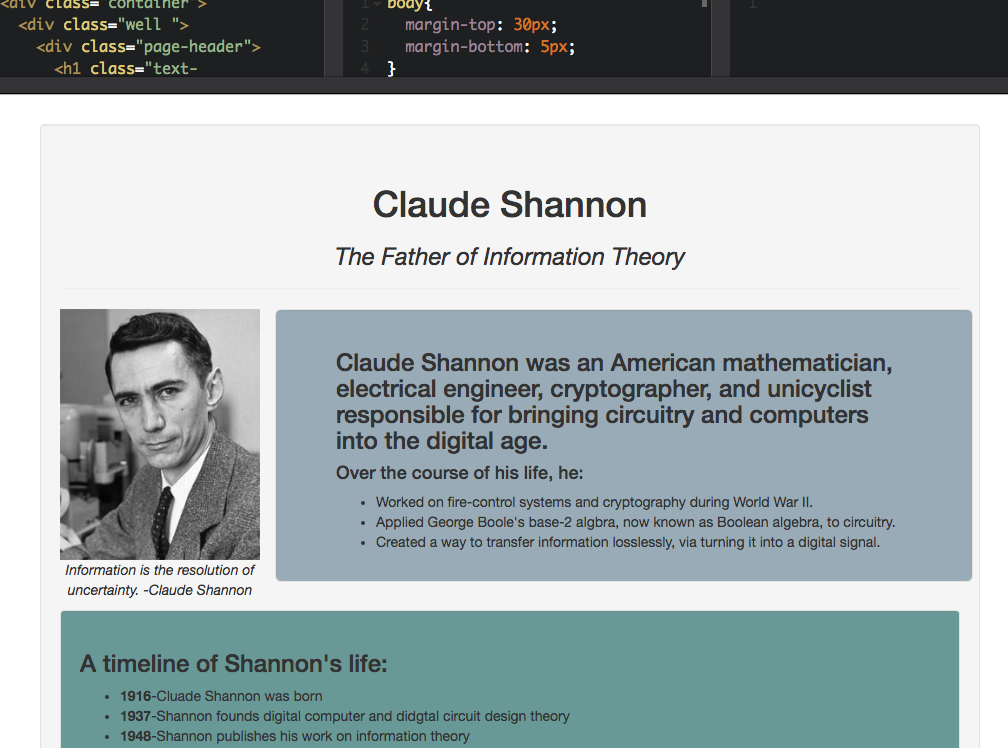 <div class="container">
<div class="well ">
<div class="page-header">
<h1 class="text-
1 body{
2 margin-top: 30px;
3 margin-bottom: 5px;
4 }
1
Claude Shannon
The Father of Information Theory
Claude Shannon was an American mathematician,
electrical engineer, cryptographer, and unicyclist
responsible for bringing circuitry and computers
into the digital age.
Over the course of his life, he:
• Worked on fire-control systems and cryptography during World War II.
• Applied George Boole's base-2 algbra, now known as Boolean algebra, to circuitry.
• Created a way to transfer information losslessly, via turning it into a digital signal.
Information is the resolution of
uncertainty. -Claude Shannon
A timeline of Shannon's life:
• 1916-Cluade Shannon was born
• 1937-Shannon founds digital computer and didgtal circuit design theory
• 1948-Shannon publishes his work on information theory